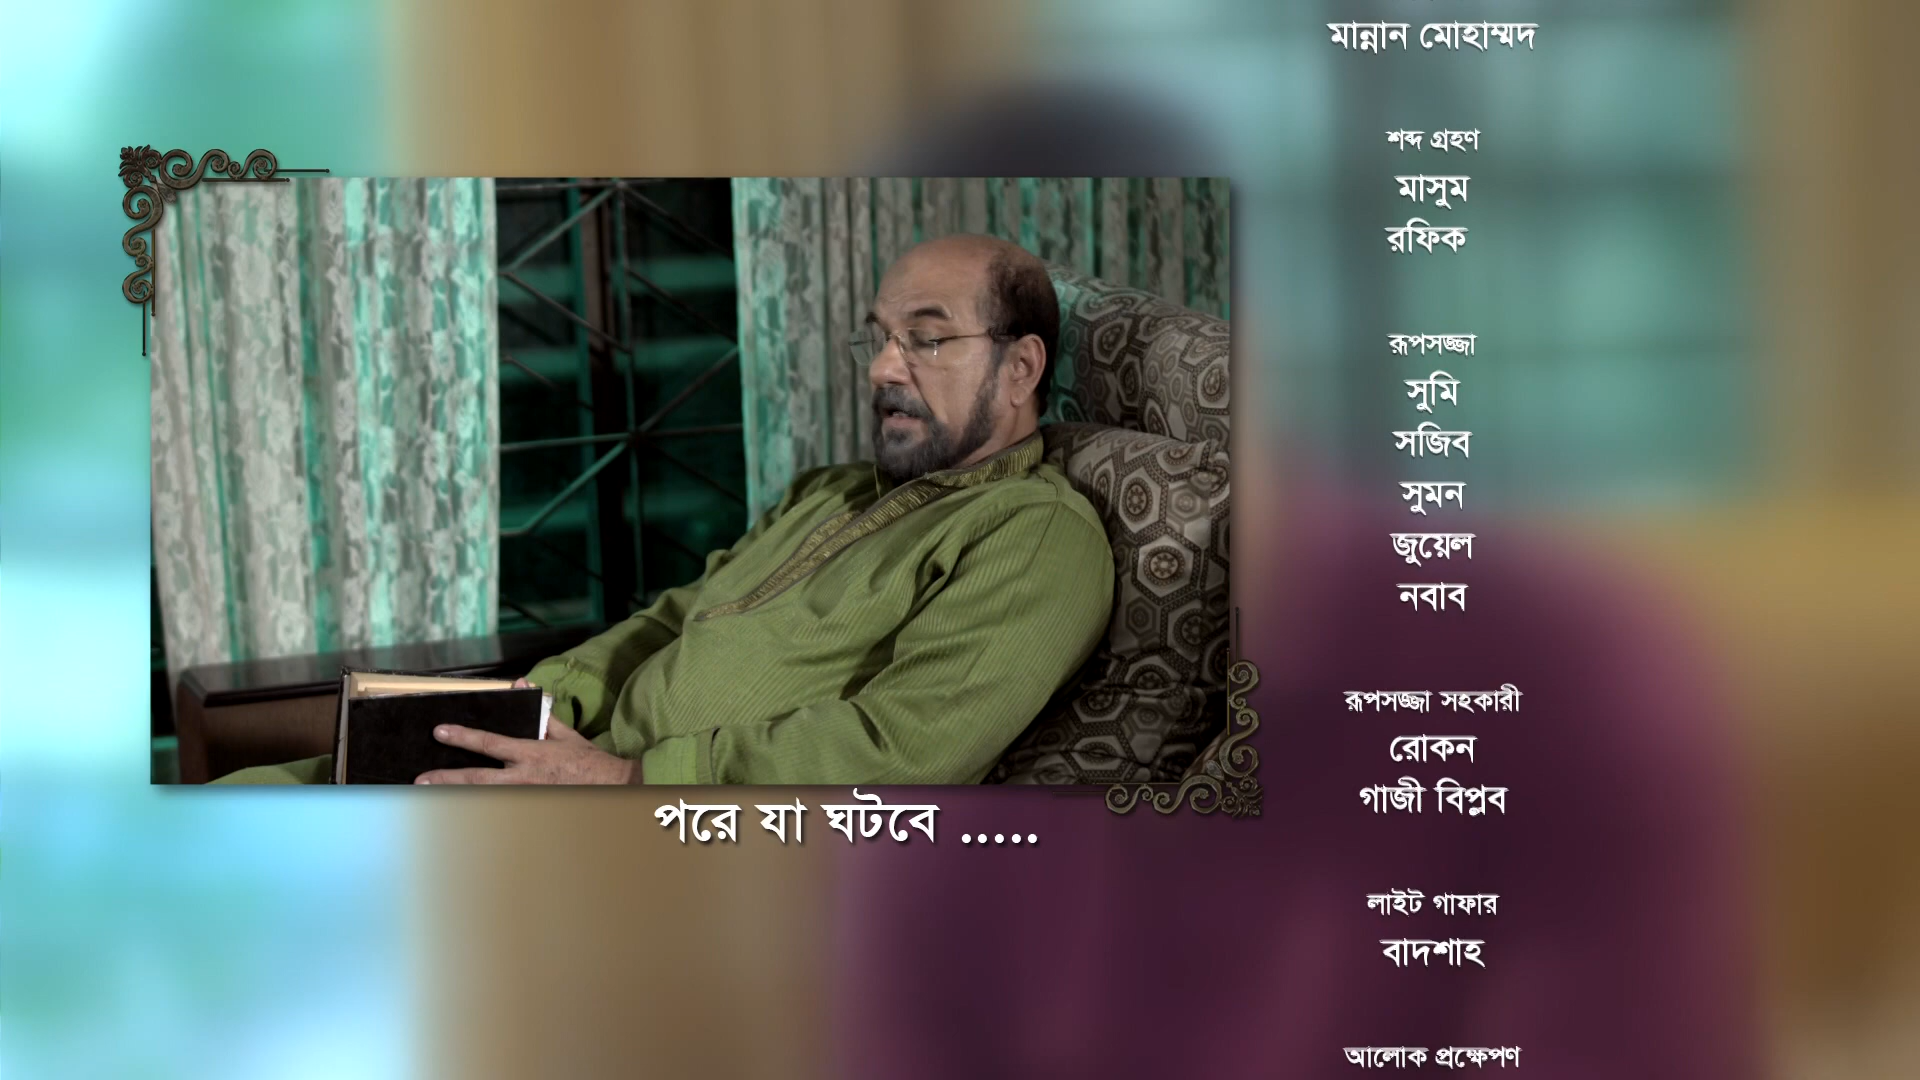 মান্নান মোহাম্মদ
শব্দ গ্রহণ
মাসুম
রফিক
রূপসজ্জা
সুমি
সজিব
সুমন
জুয়েল
নবাব
রূপসজ্জা সহকারী
রোকন
গাজী বিপ্লব
লাইট গাফার
বাদশাহ
আলোক প্রক্ষেপণ
পরে যা ঘটবে .....